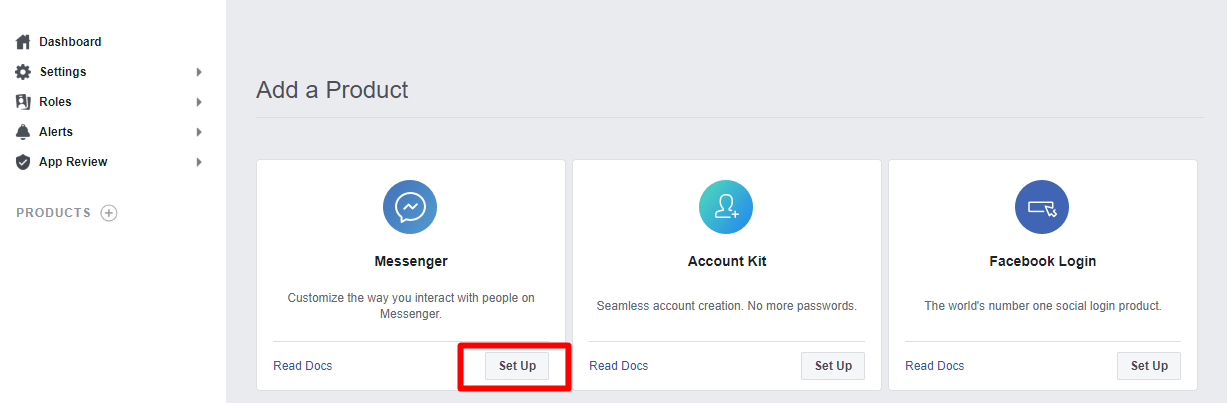 Dashboard
Settings
Roles
Alerts
App Review
PRODUCTS
Add a Product
Messenger
Customize the way you interact with people on
Messenger.
Read Docs
Set Up
Account Kit
Seamless account creation. No more passwords.
Read Docs
Set Up
Facebook Login
The world's number one social login product.
Read Docs
Set Up